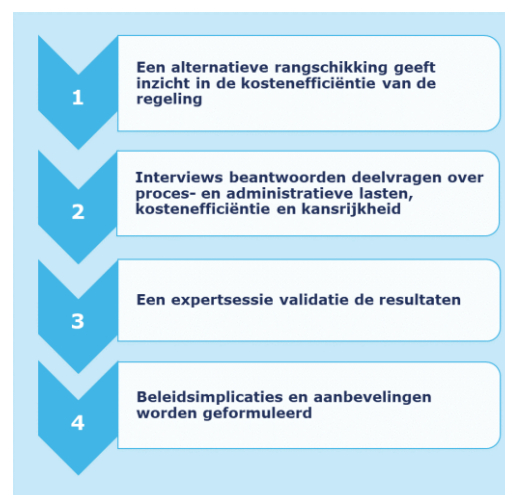 1
Een alternatieve rangschikking geeft
inzicht in de kostenefficiëntie van de
regeling
2
Interviews beantwoorden deelvragen over
proces- en administratieve lasten,
kostenefficiëntie en kansrijkheid
3
Een expertsessie validatie de resultaten
4
Beleidsimplicaties en aanbevelingen
worden geformuleerd